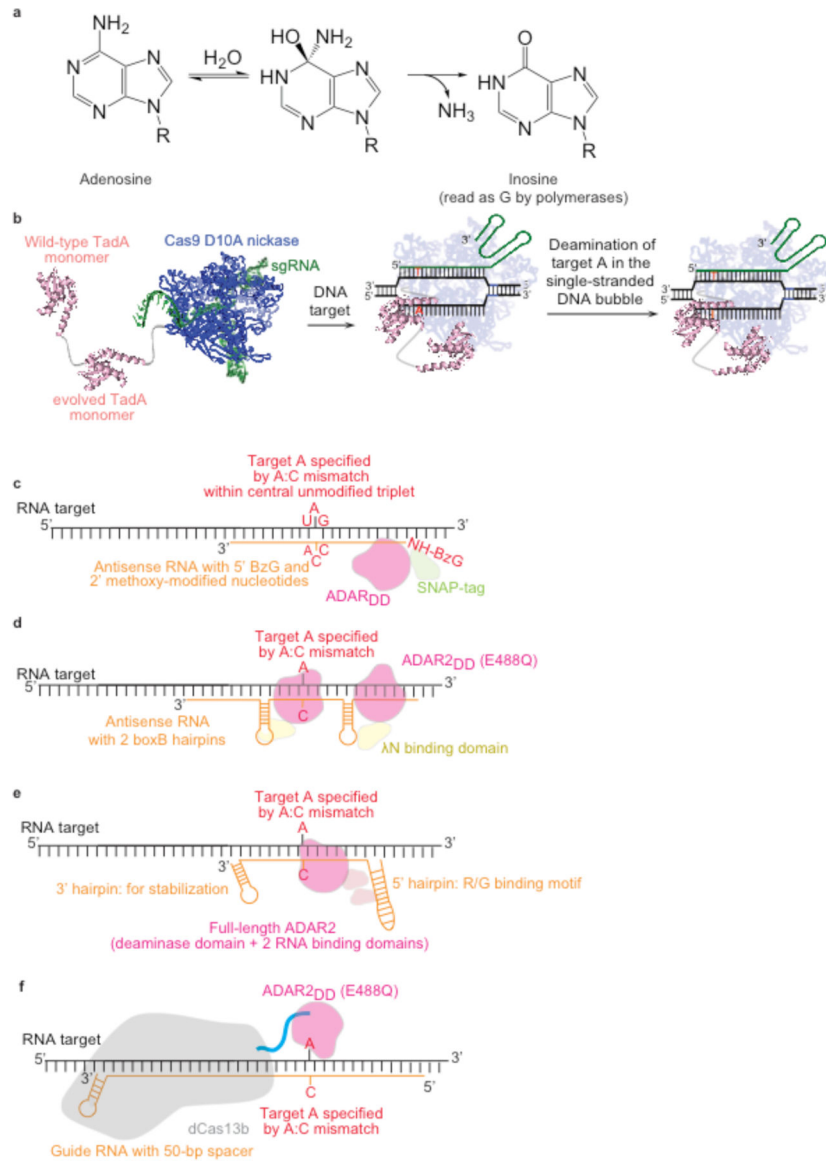 a
NH2
N
N
N
N
R
H2O
HO
NH2
HN
N
N
N
R
NH3
O
HN
N
N
N
R
Adenosine
Inosine
(read as G by polymerases)
b
Wild-type TadA
monomer
Cas9 D10A nickase
sgRNA
evolved TadA
monomer
DNA
target
3'
5'
3'
5'
A
Deamination of
target A in the
single-stranded
DNA bubble
3'
5'
3'
5'
I
c
Target A specified
by A:C mismatch
within central unmodified triplet
RNA target
A
U G
5'
3'
3'
A C
C
NH-BzG
Antisense RNA with 5' BzG and
2' methoxy-modified nucleotides
ADARDD
SNAP-tag
d
Target A specified
by A:C mismatch
ADAR2DD (E488Q)
RNA target
A
5'
3'
3'
C
Antisense RNA
with 2 boxB hairpins
λN binding domain
e
Target A specified
by A:C mismatch
RNA target
A
5'
3'
3'
C
3' hairpin: for stabilization
5' hairpin: R/G binding motif
Full-length ADAR2
(deaminase domain + 2 RNA binding domains)
f
ADAR2DD (E488Q)
RNA target
A
5'
3'
3'
5'
C
dCas13b
Target A specified
by A:C mismatch
Guide RNA with 50-bp spacer